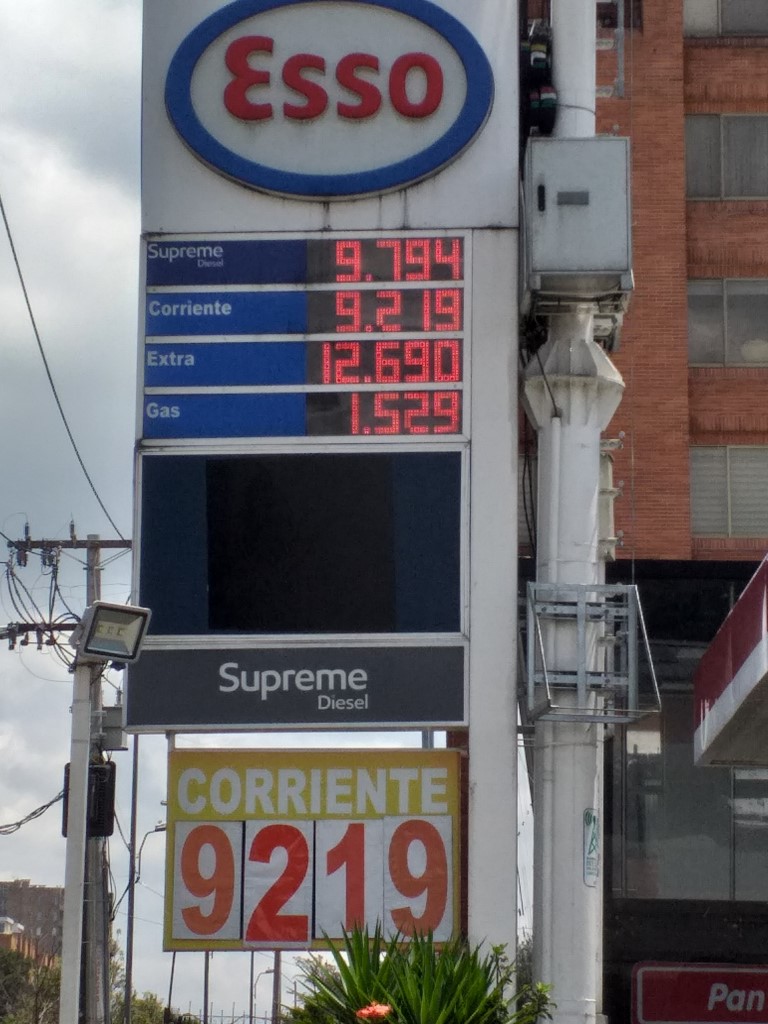 Esso
Supreme 9.794
Diesel
Corriente 9.219
Extra 12.690
Gas 1.529
Supreme
Diesel
CORRIENTE
9219
Pan